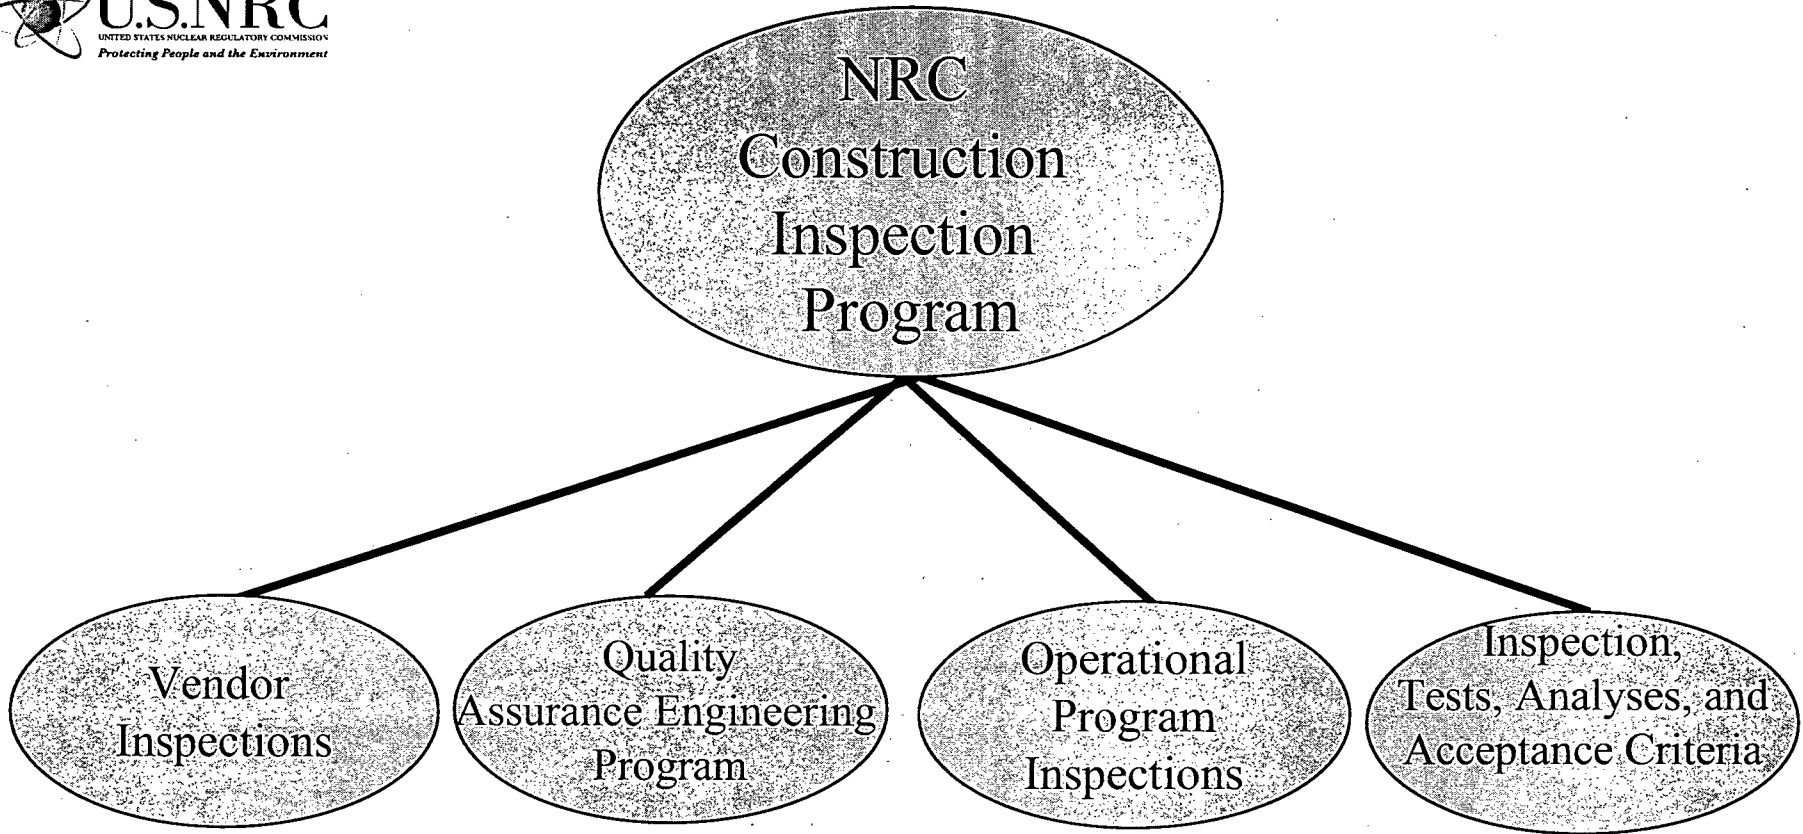 U.S.NRC
UNITED STATES NUCLEAR REGULATORY COMMISSION
Protecting People and the Environment
NRC
Construction
Inspection
Program
Vendor
Inspections
Quality
Assurance Engineering
Program
Operational
Program
Inspections
Inspection,
Tests, Analyses, and
Acceptance Criteria